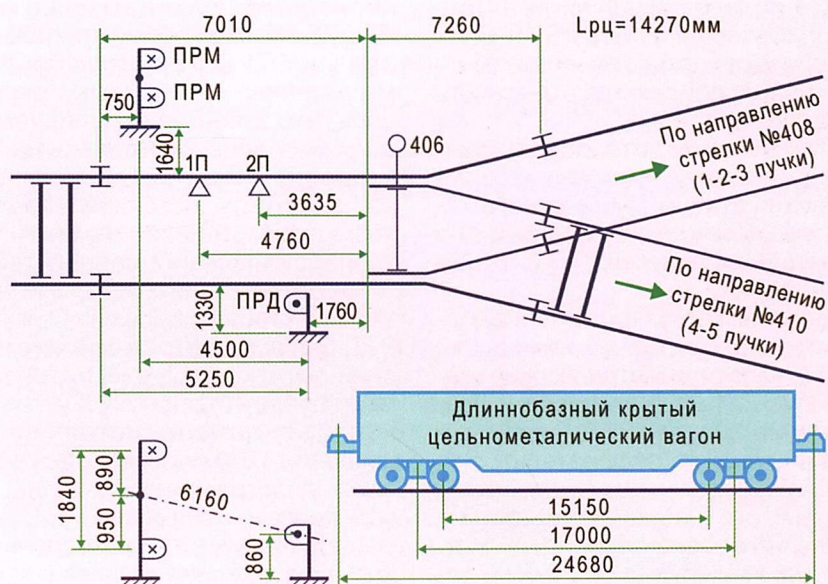 7010
7260
Lрц=14270мм
ПРМ
ПРМ
750
1640
1П
2П
406
3635
4760
ПРД
1330
1760
4500
5250
По направлению
стрелки №408
(1-2-3 пучки)
По направлению
стрелки №410
(4-5 пучки)
Длиннобазный крытый
цельнометалический вагон
1840
890
950
6160
860
15150
17000
24680